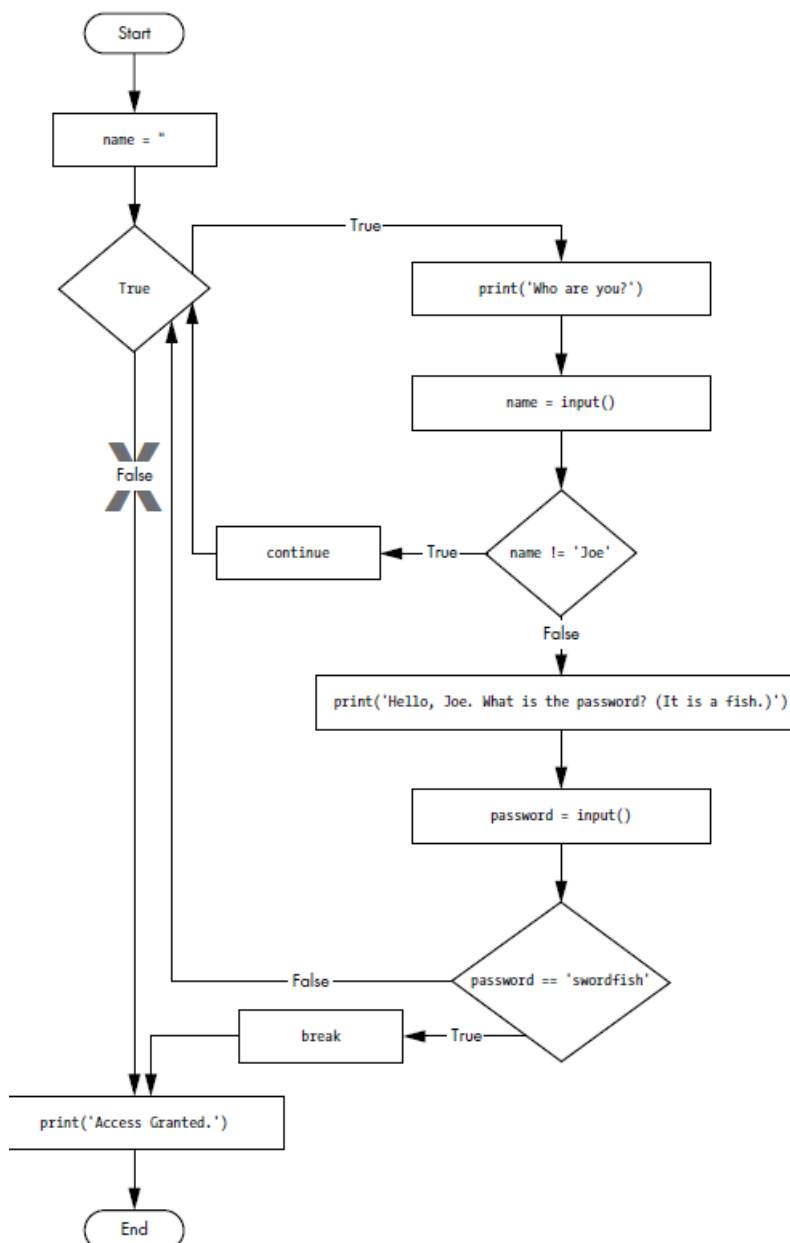 Start
name = "
True
True
print('Who are you?')
name = input()
False
continue
True
name != 'Joe'
False
print('Hello, Joe. What is the password? (It is a fish.)')
password = input()
password == 'swordfish'
False
break
True
print('Access Granted.')
End